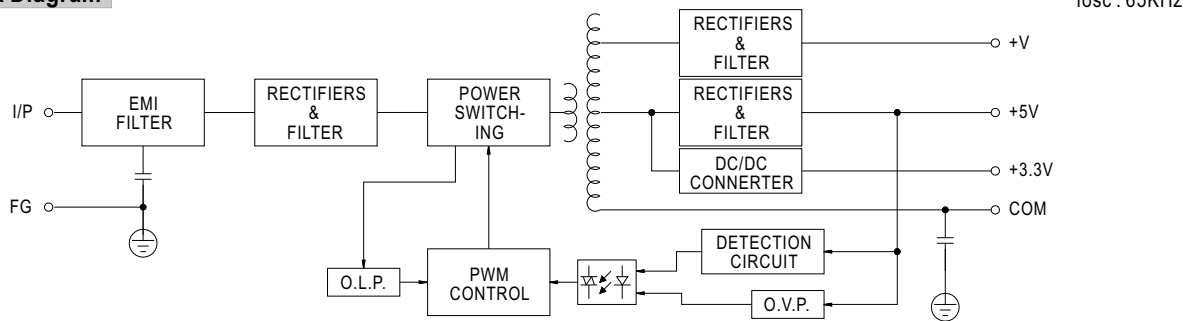 Diagram
fosc : 65KHz
RECTIFIERS
&
FILTER
+V
I/P
EMI
FILTER
RECTIFIERS
&
FILTER
POWER
SWITCH-
ING
RECTIFIERS
&
FILTER
+5V
DC/DC
CONNERTER
+3.3V
FG
COM
DETECTION
CIRCUIT
O.L.P.
PWM
CONTROL
O.V.P.